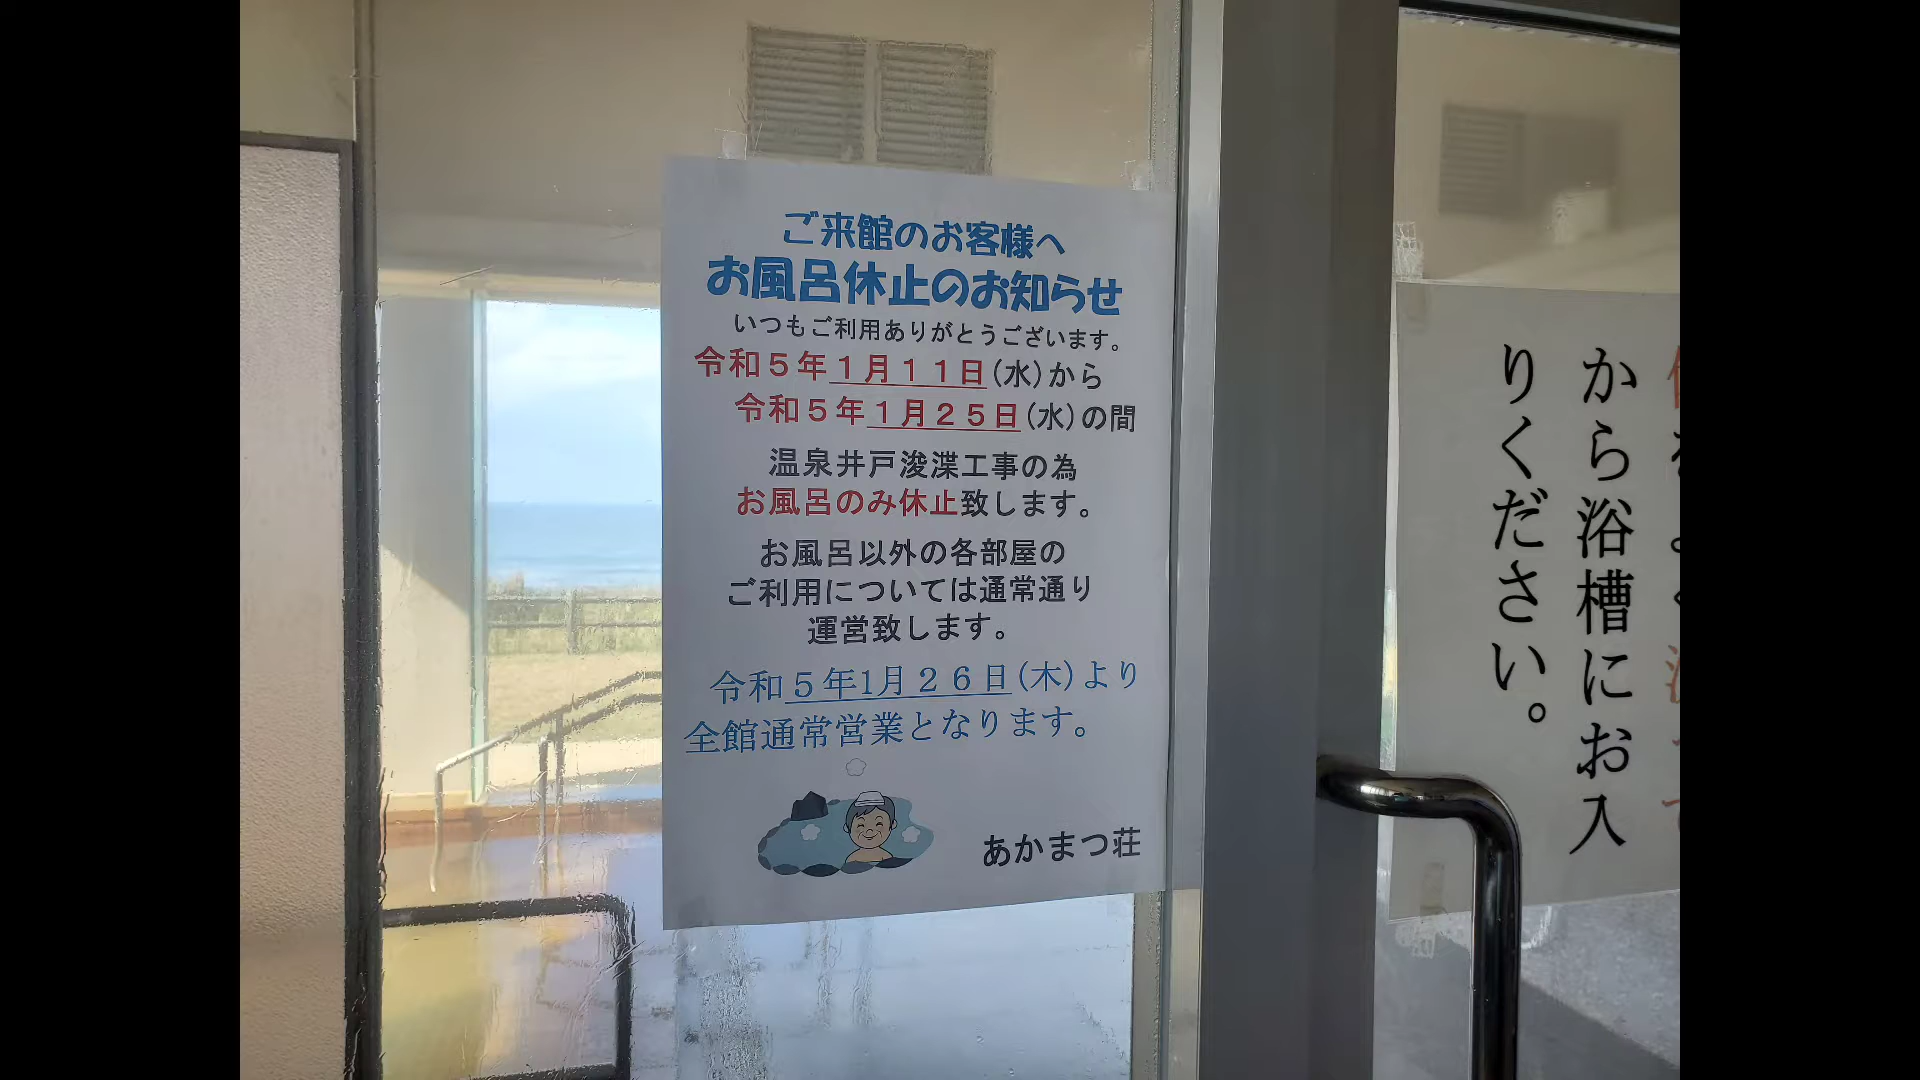 ご来館のお客様へ
お風呂休止のお知らせ
いつもご利用ありがとうございます。
令和５年１月１１日(水)から
令和５年１月２５日(水)の間
温泉井戸浚渫工事の為
お風呂のみ休止致します。
お風呂以外の各部屋の
ご利用については通常通り
運営致します。
令和５年1月２６日(木)より
全館通常営業となります。
あかまつ荘
から浴槽にお入
りください。